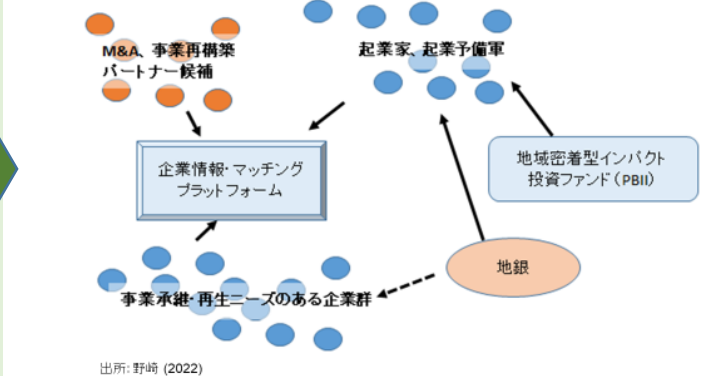 M&A、事業再構築
パートナー候補
起業家、起業予備軍
企業情報・マッチング
プラットフォーム
地域密着型インパクト
投資ファンド（PBII）
地銀
事業承継・再生ニーズのある企業群
出所: 野崎 (2022)